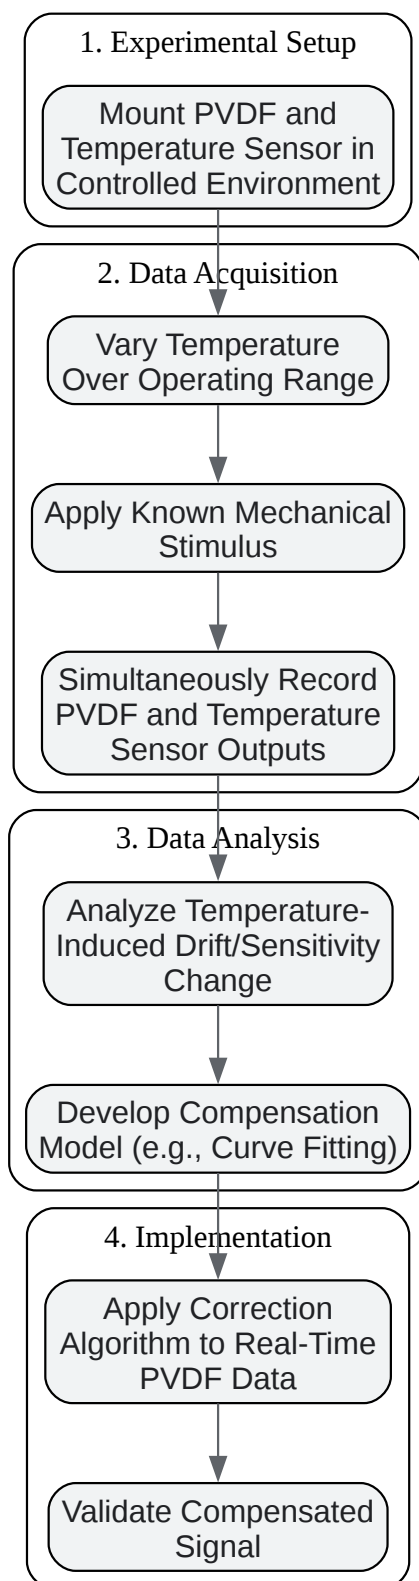 1. Experimental Setup
Mount PVDF and
Temperature Sensor in
Controlled Environment
2. Data Acquisition
Vary Temperature
Over Operating Range
Apply Known Mechanical
Stimulus
Simultaneously Record
PVDF and Temperature
Sensor Outputs
3. Data Analysis
Analyze Temperature-
Induced Drift/Sensitivity
Change
Develop Compensation
Model (e.g., Curve Fitting)
4. Implementation
Apply Correction
Algorithm to Real-Time
PVDF Data
Validate Compensated
Signal